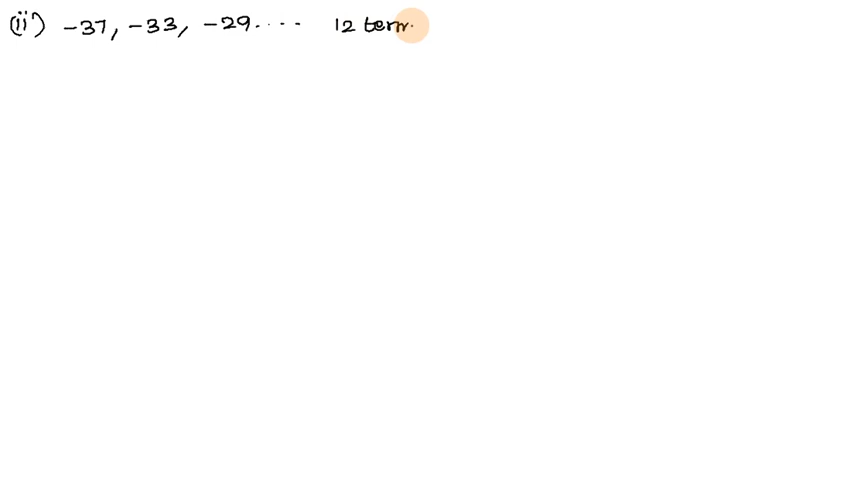 (ii) -37, -33, -29.... 12 term